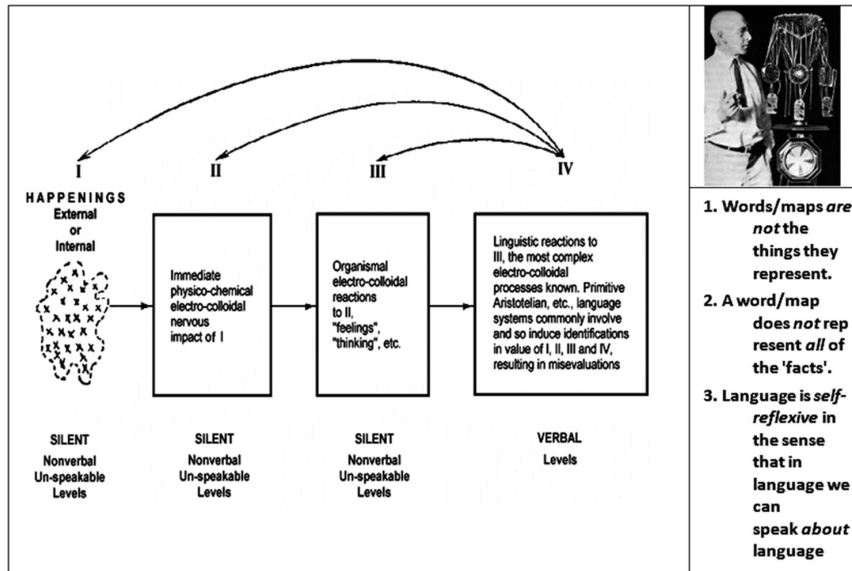 I
II
III
IV
HAPPENINGS
External
or
Internal
Immediate
physico-chemical
electro-colloidal
nervous
impact of I
Organismal
electro-colloidal
reactions
to II,
"feelings",
"thinking", etc.
Linguistic reactions to
III, the most complex
electro-colloidal
processes known. Primitive
Aristotelian, etc., language
systems commonly involve
and so induce identifications
in value of I, II, III and IV,
resulting in misevaluations
SILENT
Nonverbal
Un-speakable
Levels
SILENT
Nonverbal
Un-speakable
Levels
SILENT
Nonverbal
Un-speakable
Levels
VERBAL
Levels
1. Words/maps are
not the
things they
represent.
2. A word/map
does not rep
resent all of
the 'facts'.
3. Language is self-
reflexive in
the sense
that in
language we
can
speak about
language